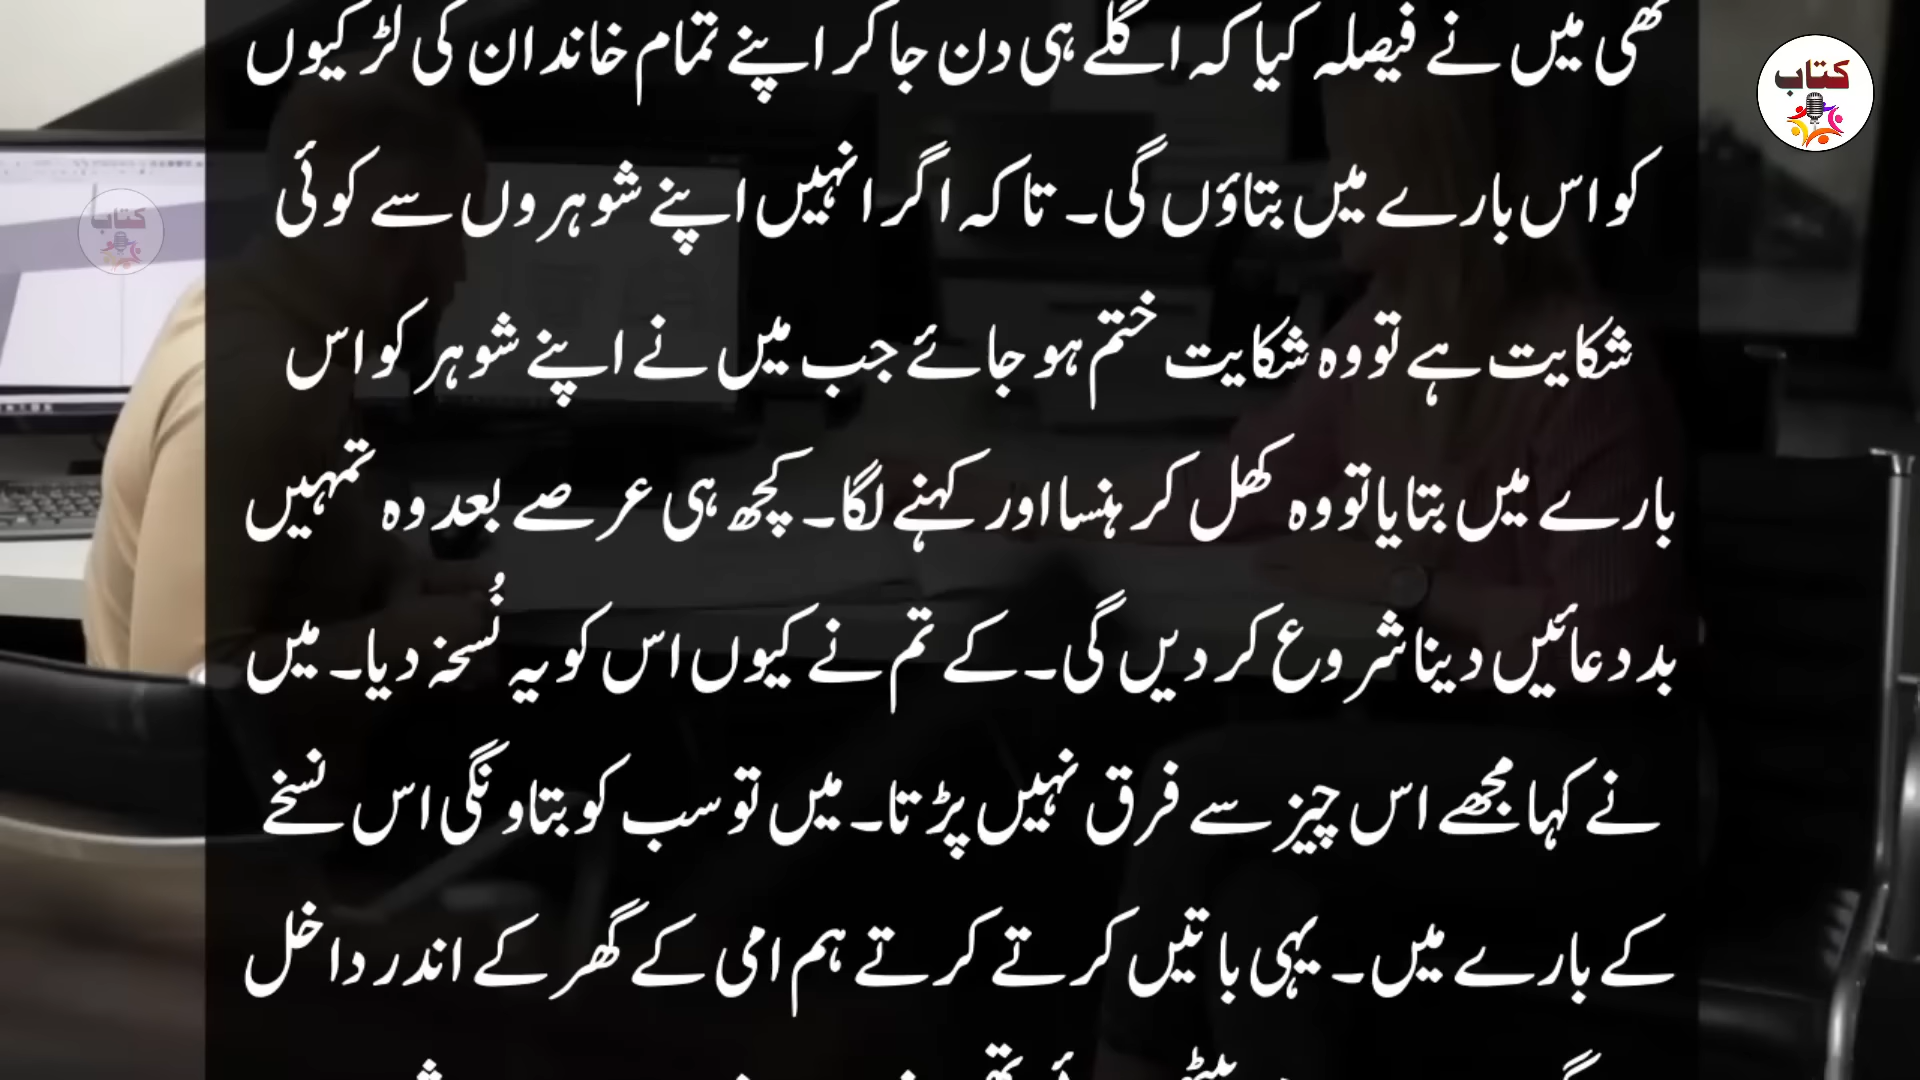 تھی میں نے فیصلہ کیا کہ اگلے ہی دن جا کر اپنے تمام خاندان کی لڑکیوں
کو اس بارے میں بتاؤں گی۔ تاکہ اگر انہیں اپنے شوہروں سے کوئی
شکایت ہے تو وہ شکایت ختم ہو جائے جب میں نے اپنے شوہر کو اس
بارے میں بتایا تو وہ کھل کر ہنسا اور کہنے لگا۔ کچھ ہی عرصے بعد وہ تمہیں
بددعائیں دینا شروع کر دیں گی۔ کے تم نے کیوں اس کو یہ نُسخہ دیا۔ میں
نے کہا مجھے اس چیز سے فرق نہیں پڑتا۔ میں تو سب کو بتاونگی اس نسخے
کے بارے میں۔ یہی باتیں کرتے کرتے ہم امی کے گھر کے اندر داخل
کتاب
کتاب